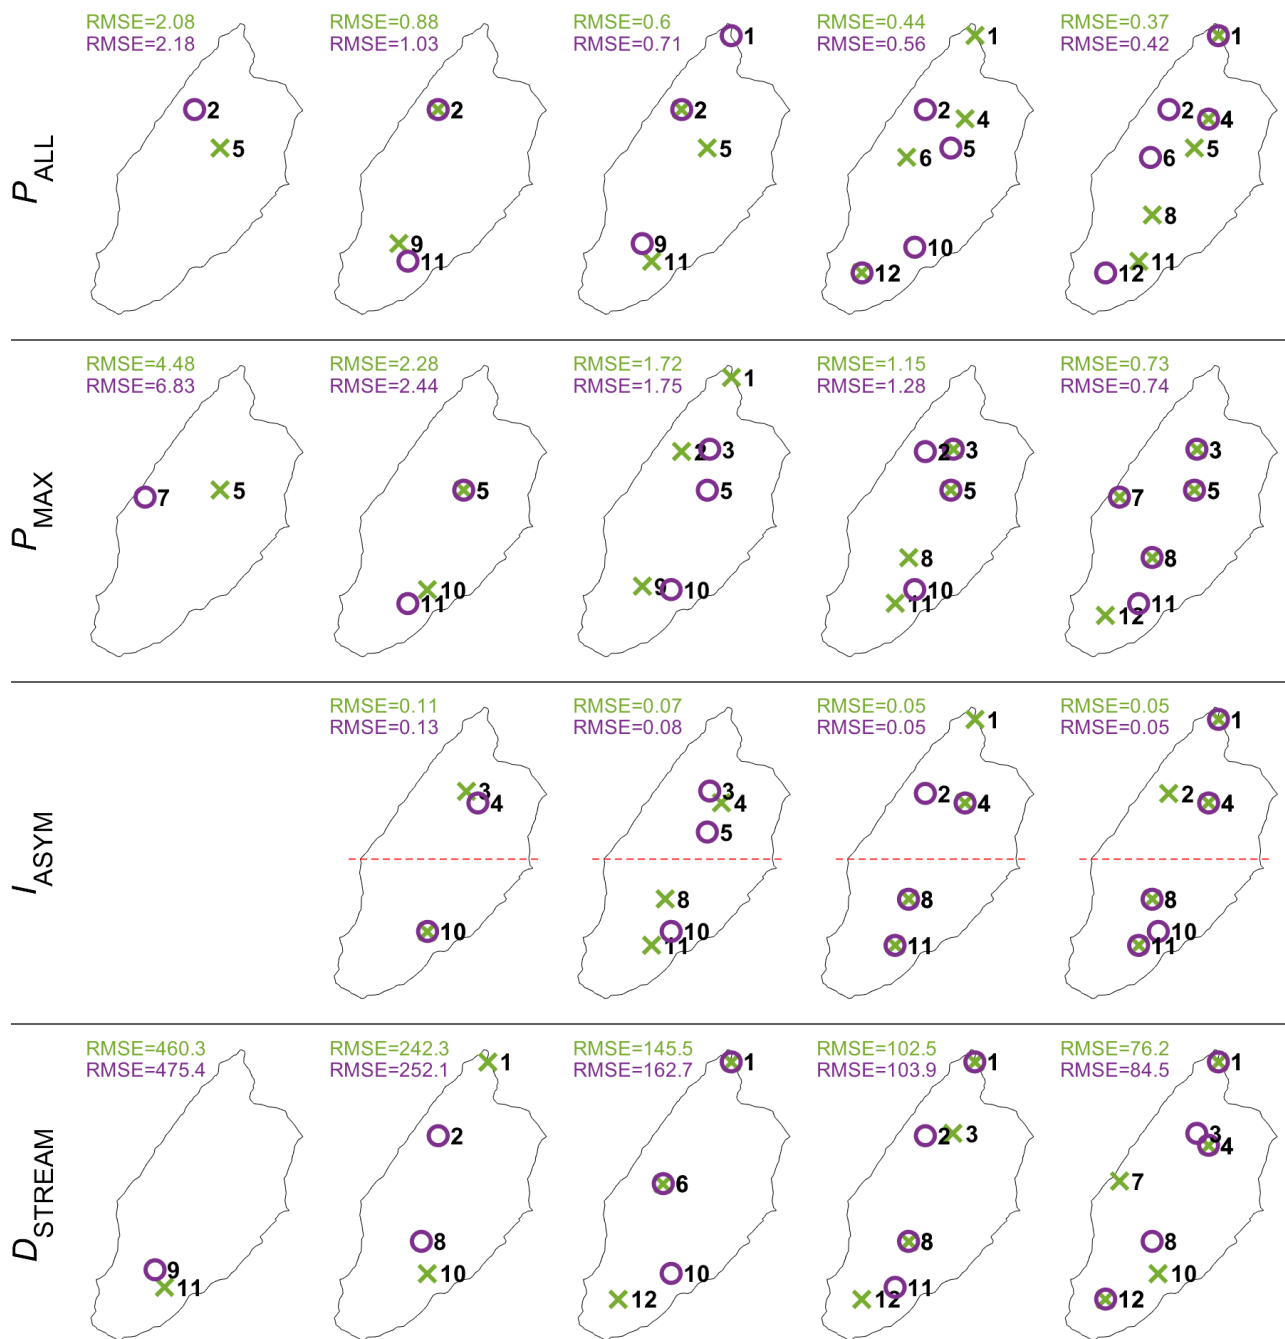 RMSE=2.08
RMSE=2.18
2
5
RMSE=0.88
RMSE=1.03
2
9
11
RMSE=0.6
RMSE=0.71
1
2
5
9
11
RMSE=0.44
RMSE=0.56
1
2
4
5
6
10
12
RMSE=0.37
RMSE=0.42
1
2
4
5
6
8
11
12
P ALL
RMSE=4.48
RMSE=6.83
5
7
RMSE=2.28
RMSE=2.44
5
10
11
RMSE=1.72
RMSE=1.75
1
2
3
5
9
10
RMSE=1.15
RMSE=1.28
2
3
5
8
10
11
RMSE=0.73
RMSE=0.74
3
5
7
8
11
12
P MAX
RMSE=0.11
RMSE=0.13
3
4
10
RMSE=0.07
RMSE=0.08
3
4
5
8
10
11
RMSE=0.05
RMSE=0.05
1
2
4
8
11
RMSE=0.05
RMSE=0.05
1
2
4
8
10
11
I ASYM
RMSE=460.3
RMSE=475.4
9
11
RMSE=242.3
RMSE=252.1
1
2
8
10
RMSE=145.5
RMSE=162.7
1
6
10
12
RMSE=102.5
RMSE=103.9
1
2
3
8
11
12
RMSE=76.2
RMSE=84.5
1
3
4
7
8
10
12
D STREAM